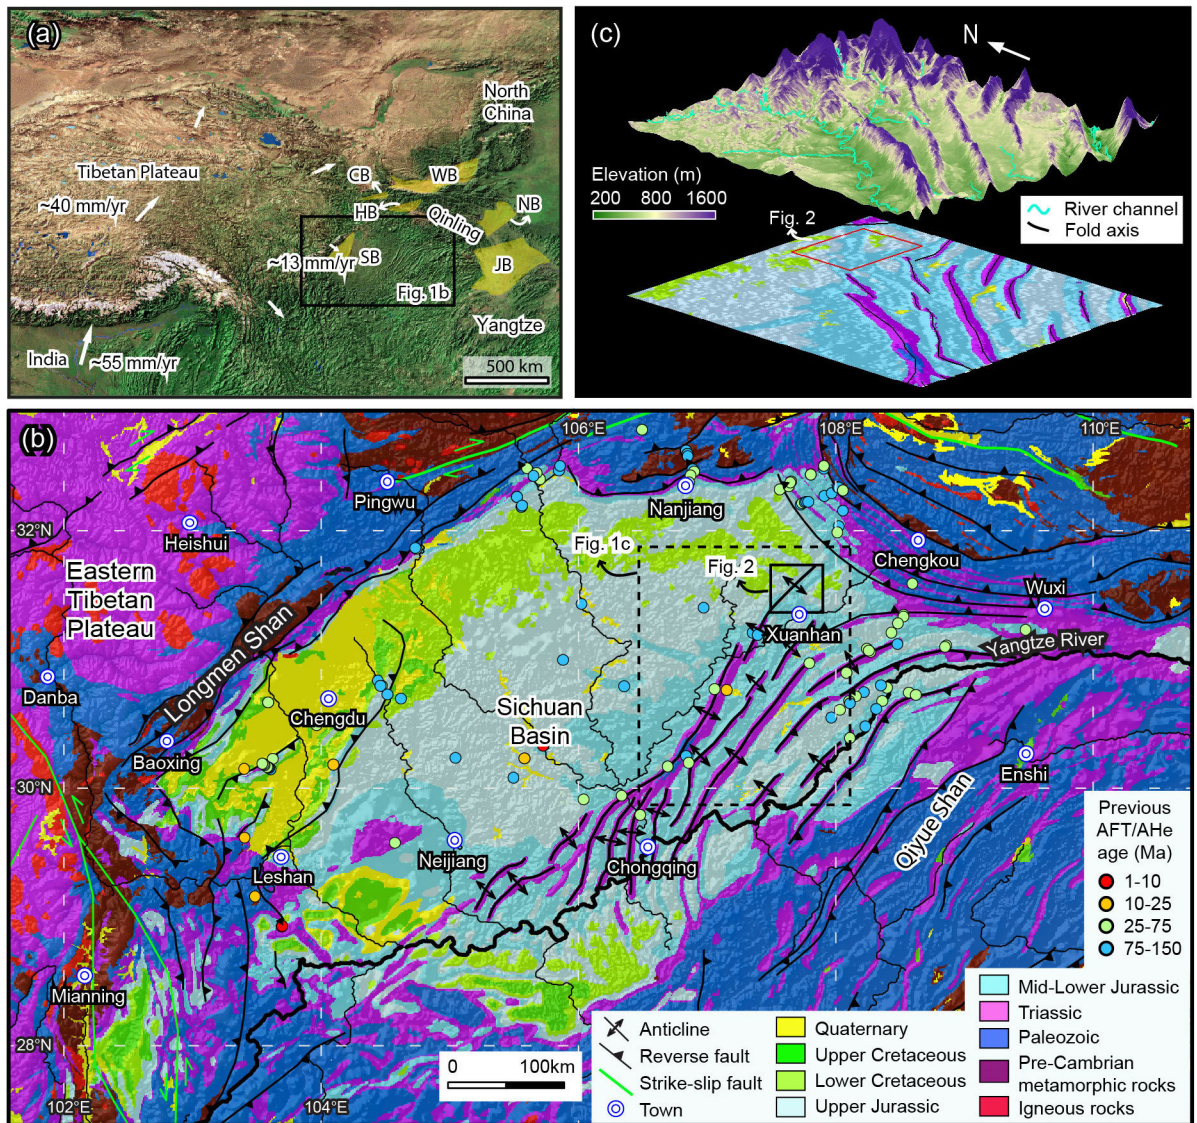 (a)
North
China
Tibetan Plateau
~40 mm/yr
CB
WB
HB
Qinling
NB
~13 mm/yr
SB
JB
Fig. 1b
Yangtze
India
~55 mm/yr
500 km
(c)
N
Elevation (m)
200 800 1600
Fig. 2
River channel
Fold axis
(b)
106°E
108°E
110°E
Pingwu
Nanjiang
32°N
Heishui
Fig. 1c
Chengkou
Eastern
Tibetan
Plateau
Fig. 2
Wuxi
Longmen Shan
Xuanhan
Yangtze River
Danba
Chengdu
Sichuan
Basin
Baoxing
Enshi
30°N
Qiyue Shan
Neijiang
Chongqing
Leshan
Mianning
28°N
102°E
104°E
0 100km
Previous
AFT/AHe
age (Ma)
1-10
10-25
25-75
75-150
Anticline
Reverse fault
Strike-slip fault
Town
Quaternary
Upper Cretaceous
Lower Cretaceous
Upper Jurassic
Mid-Lower Jurassic
Triassic
Paleozoic
Pre-Cambrian
metamorphic rocks
Igneous rocks